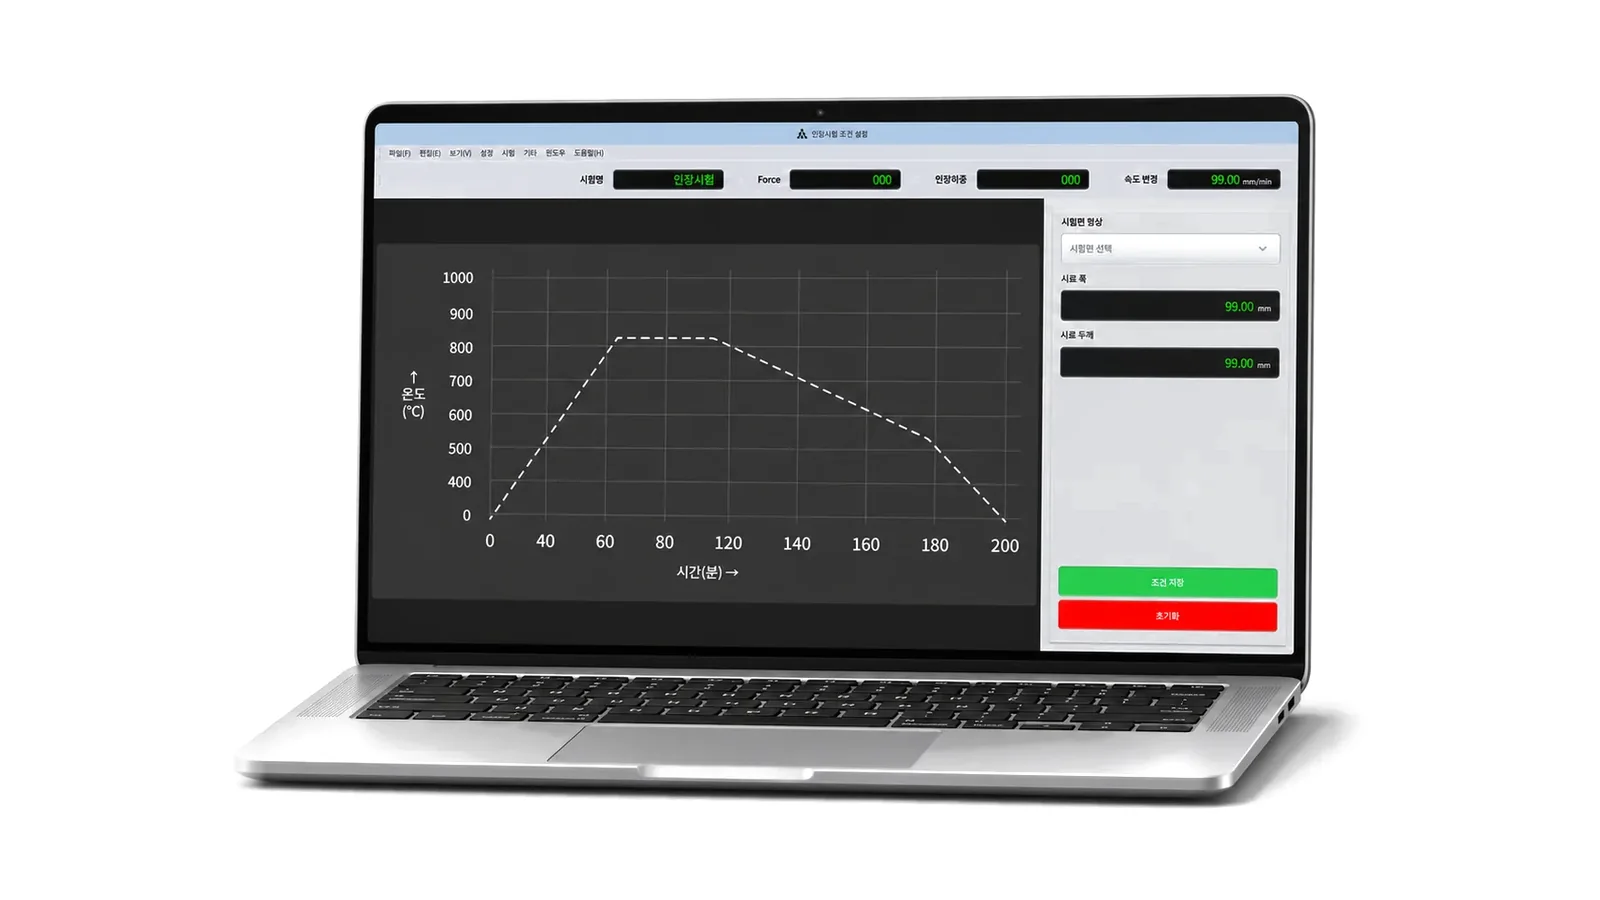 인장시험 조건 설정
파일(F) 편집(E) 보기(V) 설정 시험 기타 윈도우 도움말(H)
시험명 인장시험 Force 000 인장하중 000 속도 변경 99.00 mm/min
시험편 형상
시험편 선택
시료 폭
99.00 mm
시료 두께
99.00 mm
1000
900
800
700
600
500
400
0
↑
온도
(°C)
0 40 60 80 120 140 160 180 200
시간(분) →
조건 저장
초기화